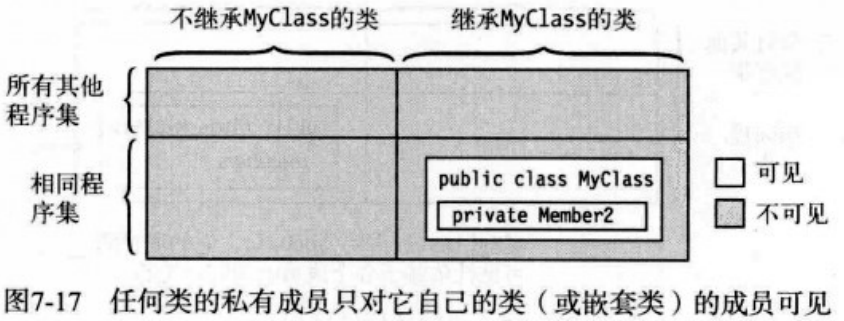 不继承MyClass的类 继承MyClass的类
所有其他
程序集
相同程
序集
public class MyClass
private Member2
可见
不可见
图7-17 任何类的私有成员只对它自己的类（或嵌套类）的成员可见